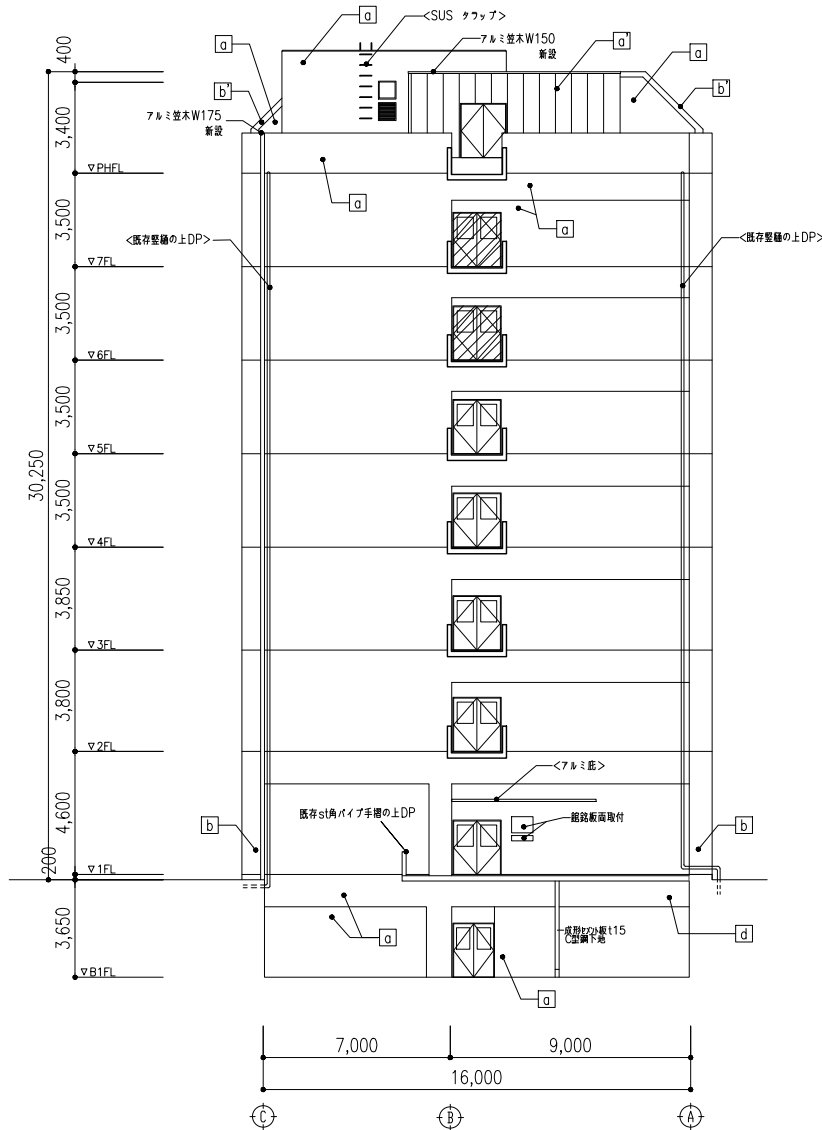 a
<SUS タラップ>
アルミ笠木W150
新設
a'
a
a
b'
b'
アルミ笠木W175
新設
400
3,400
▽PHFL
a
a
3,500
<既存竪樋の上DP>
<既存竪樋の上DP>
▽7FL
3,500
▽6FL
3,500
▽5FL
30,250
3,500
▽4FL
3,850
▽3FL
3,800
▽2FL
<アルミ庇>
4,600
既存st角パイプ手摺の上DP
館銘板両取付
b
b
200
▽1FL
3,650
a
成形セメント板t15
C型鋼下地
d
▽B1FL
a
a
7,000
9,000
16,000
C
B
A